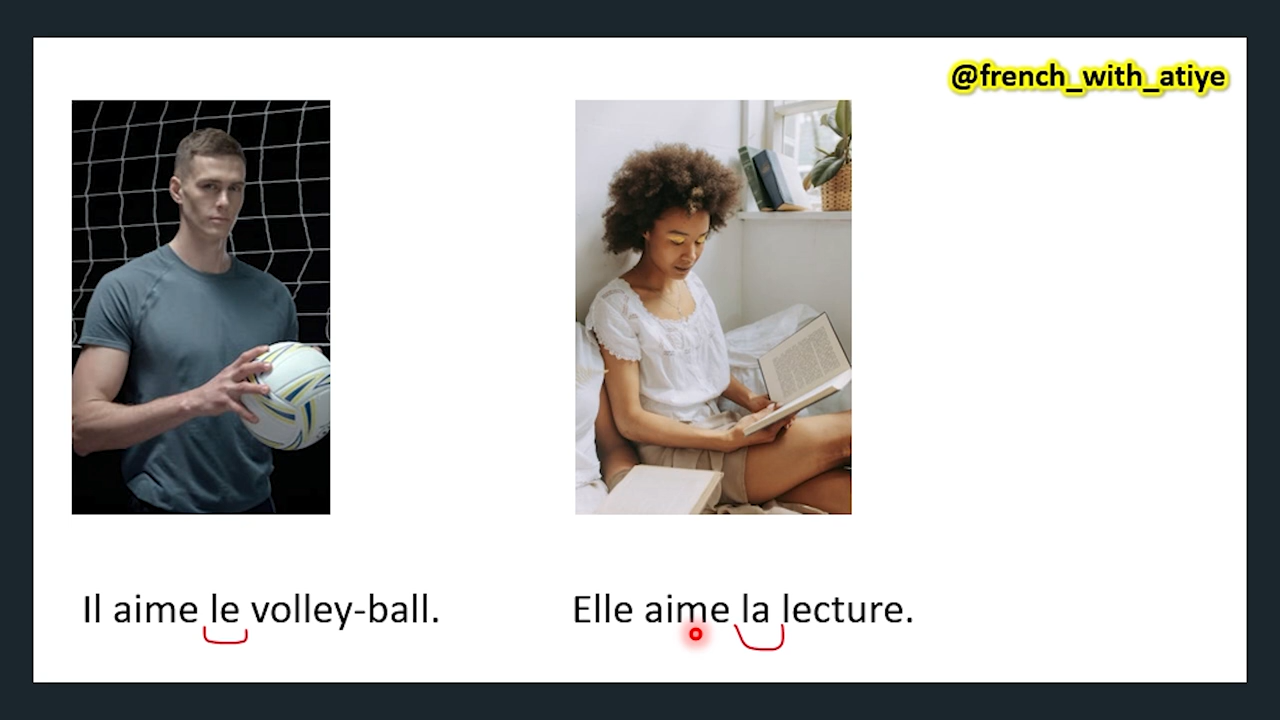 @french_with_atiye
Il aime le volley-ball.
Elle aime la lecture.